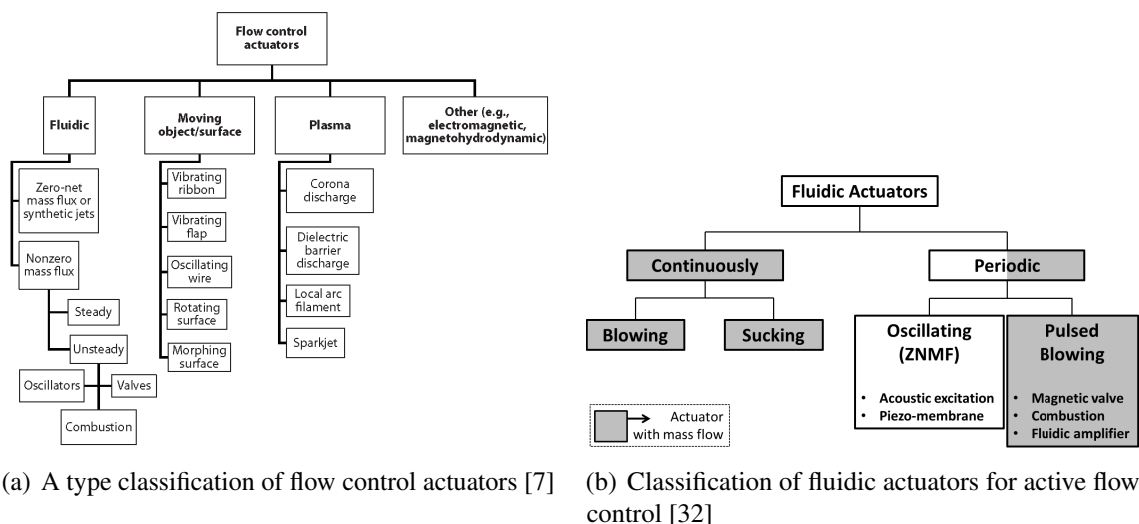 Flow control
actuators
Fluidic
Moving
object/surface
Plasma
Other (e.g.,
electromagnetic,
magnetohydrodynamic)
Zero-net
mass flux or
synthetic jets
Nonzero
mass flux
Steady
Unsteady
Oscillators
Valves
Combustion
Vibrating
ribbon
Vibrating
flap
Oscillating
wire
Rotating
surface
Morphing
surface
Corona
discharge
Dielectric
barrier
discharge
Local arc
filament
Sparkjet
(a) A type classification of flow control actuators [7]
Fluidic Actuators
Continuously
Periodic
Blowing
Sucking
Oscillating
(ZNMF)
• Acoustic excitation
• Piezo-membrane
Pulsed
Blowing
• Magnetic valve
• Combustion
• Fluidic amplifier
Actuator
with mass flow
(b) Classification of fluidic actuators for active flow
control [32]